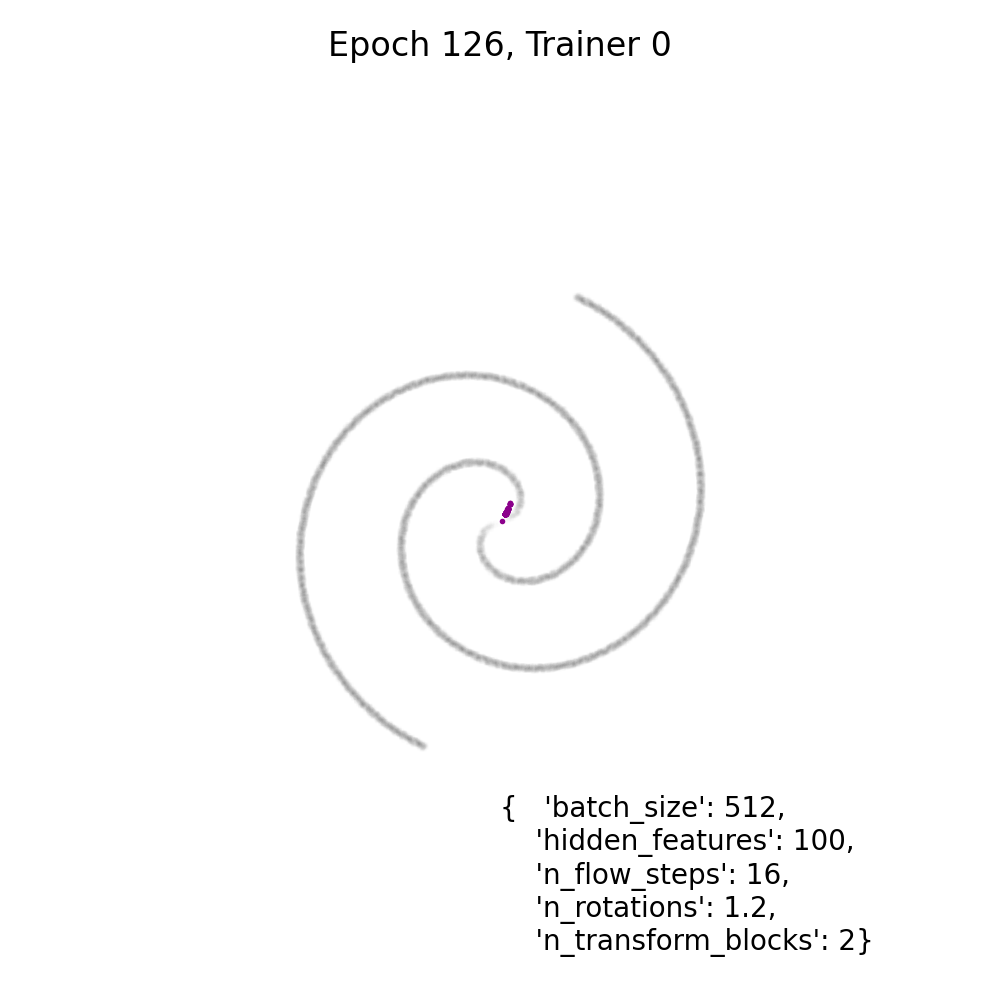 Epoch 126, Trainer 0
{   'batch_size': 512,
'hidden_features': 100,
'n_flow_steps': 16,
'n_rotations': 1.2,
'n_transform_blocks': 2}